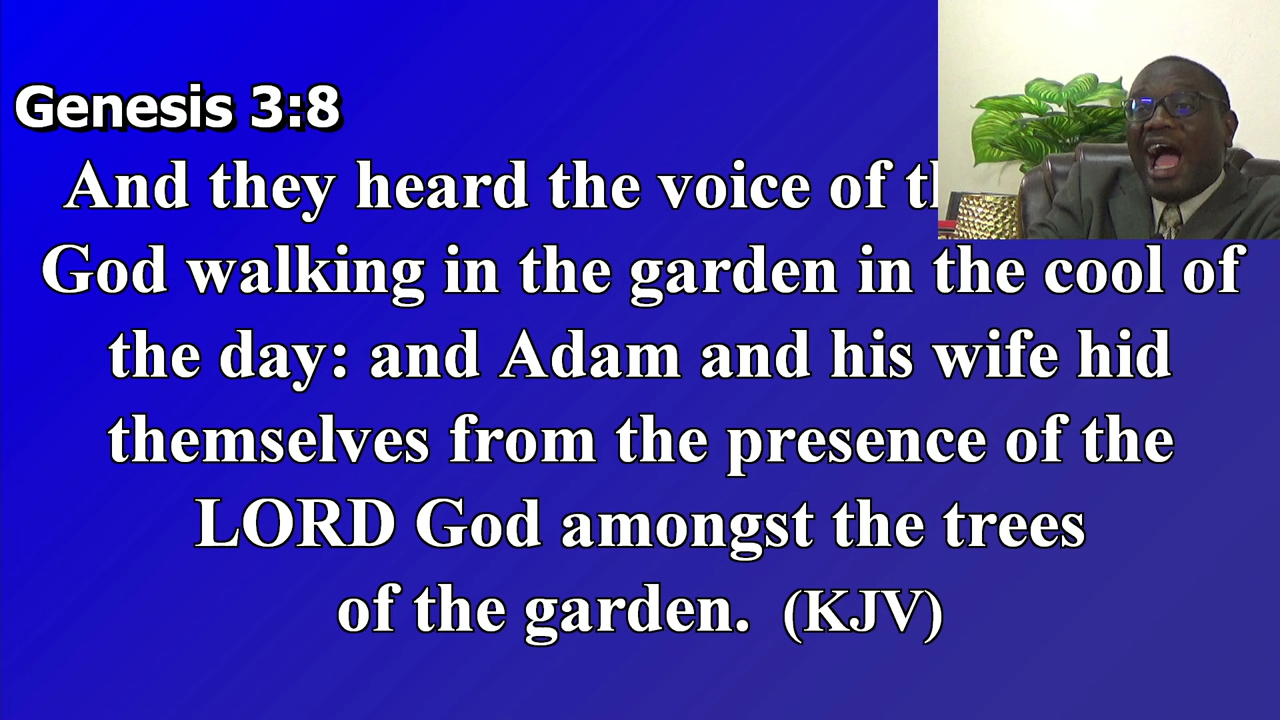 Genesis 3:8
And they heard the voice of
God walking in the garden in the cool of
the day: and Adam and his wife hid
themselves from the presence of the
LORD God amongst the trees
of the garden. (KJV)